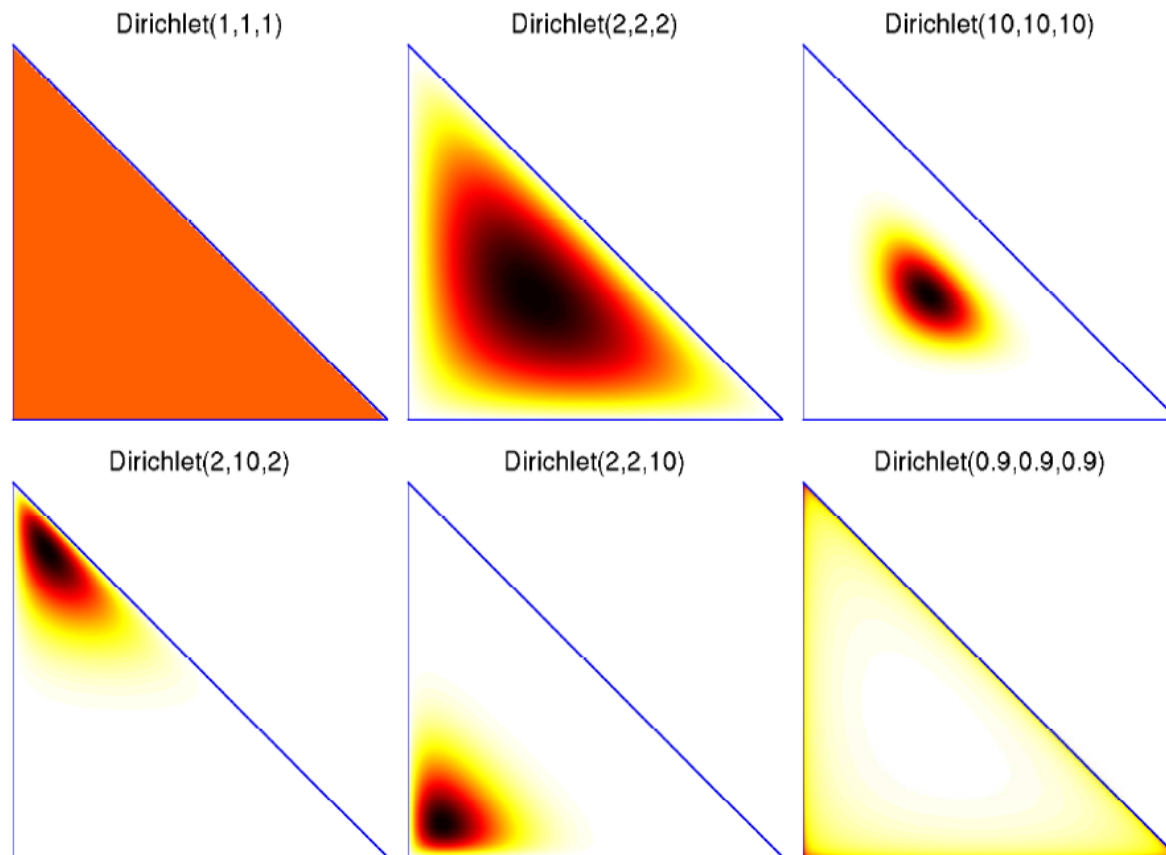 Dirichlet(1,1,1)
Dirichlet(2,2,2)
Dirichlet(10,10,10)
Dirichlet(2,10,2)
Dirichlet(2,2,10)
Dirichlet(0.9,0.9,0.9)